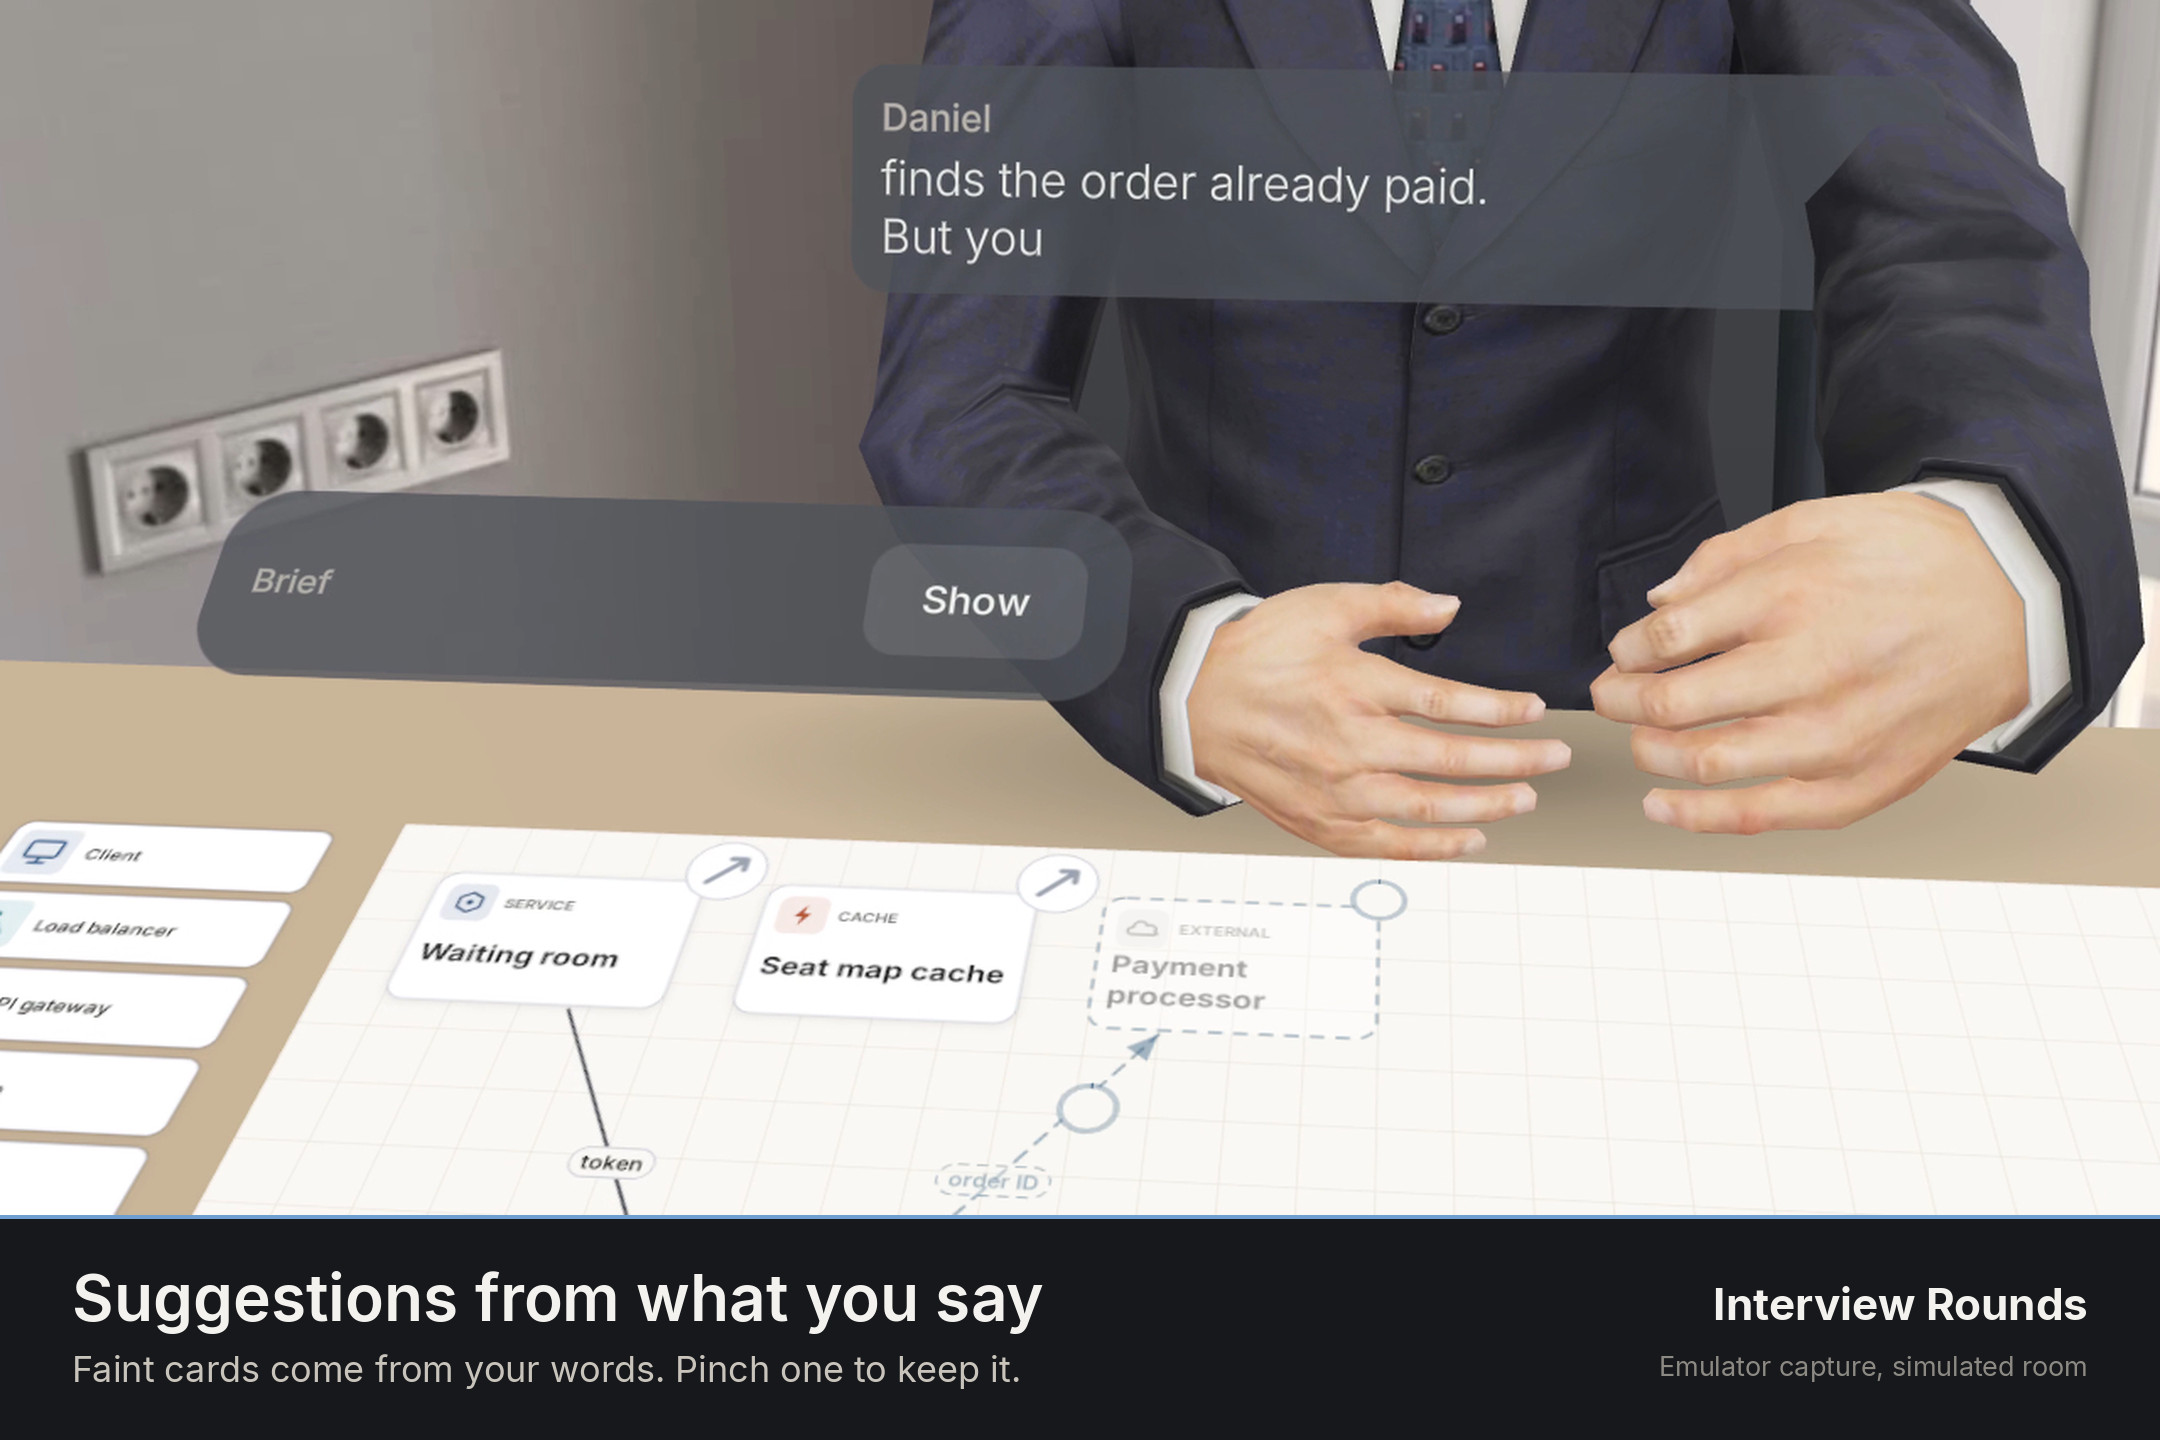 Daniel
finds the order already paid.
But you
Brief
Show
Client
Load balancer
PI gateway
SERVICE
Waiting room
CACHE
Seat map cache
EXTERNAL
Payment
processor
token
order ID
Suggestions from what you say
Faint cards come from your words. Pinch one to keep it.
Interview Rounds
Emulator capture, simulated room